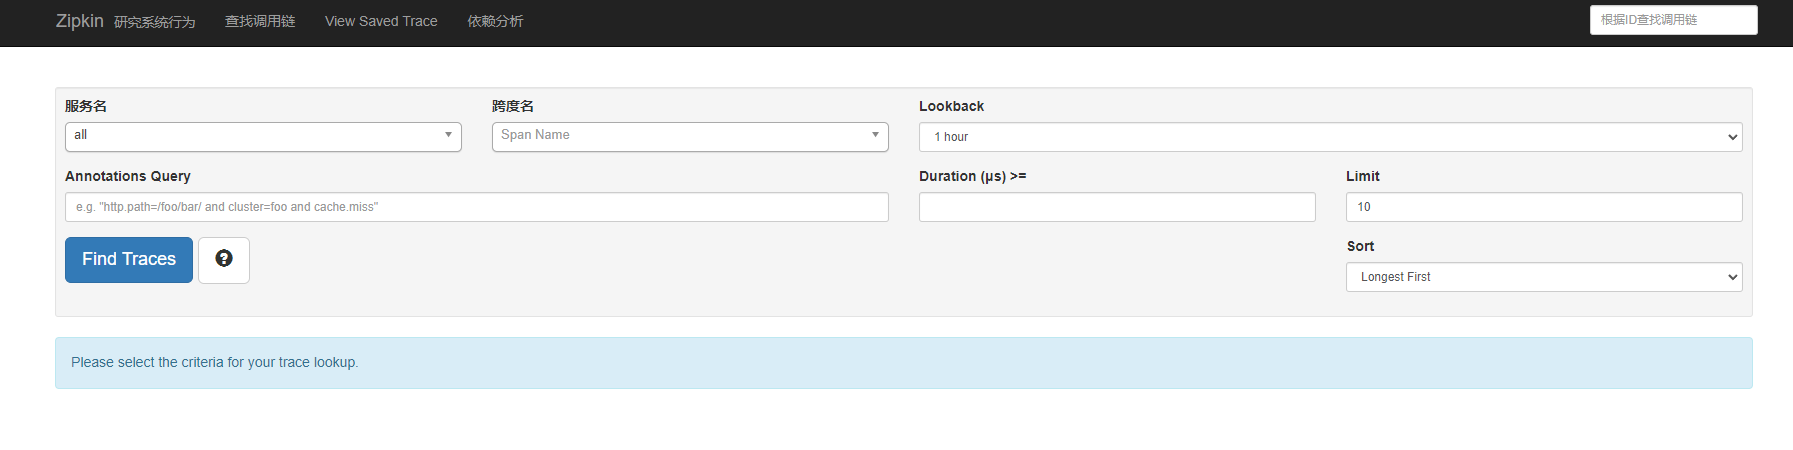 Zipkin 研究系统行为 查找调用链 View Saved Trace 依赖分析 根据ID查找调用链
服务名 跨度名 Lookback
all Span Name 1 hour
Annotations Query Duration (μs) >= Limit
e.g. "http.path=/foo/bar/ and cluster=foo and cache.miss" 10
Find Traces Sort
Longest First
Please select the criteria for your trace lookup.